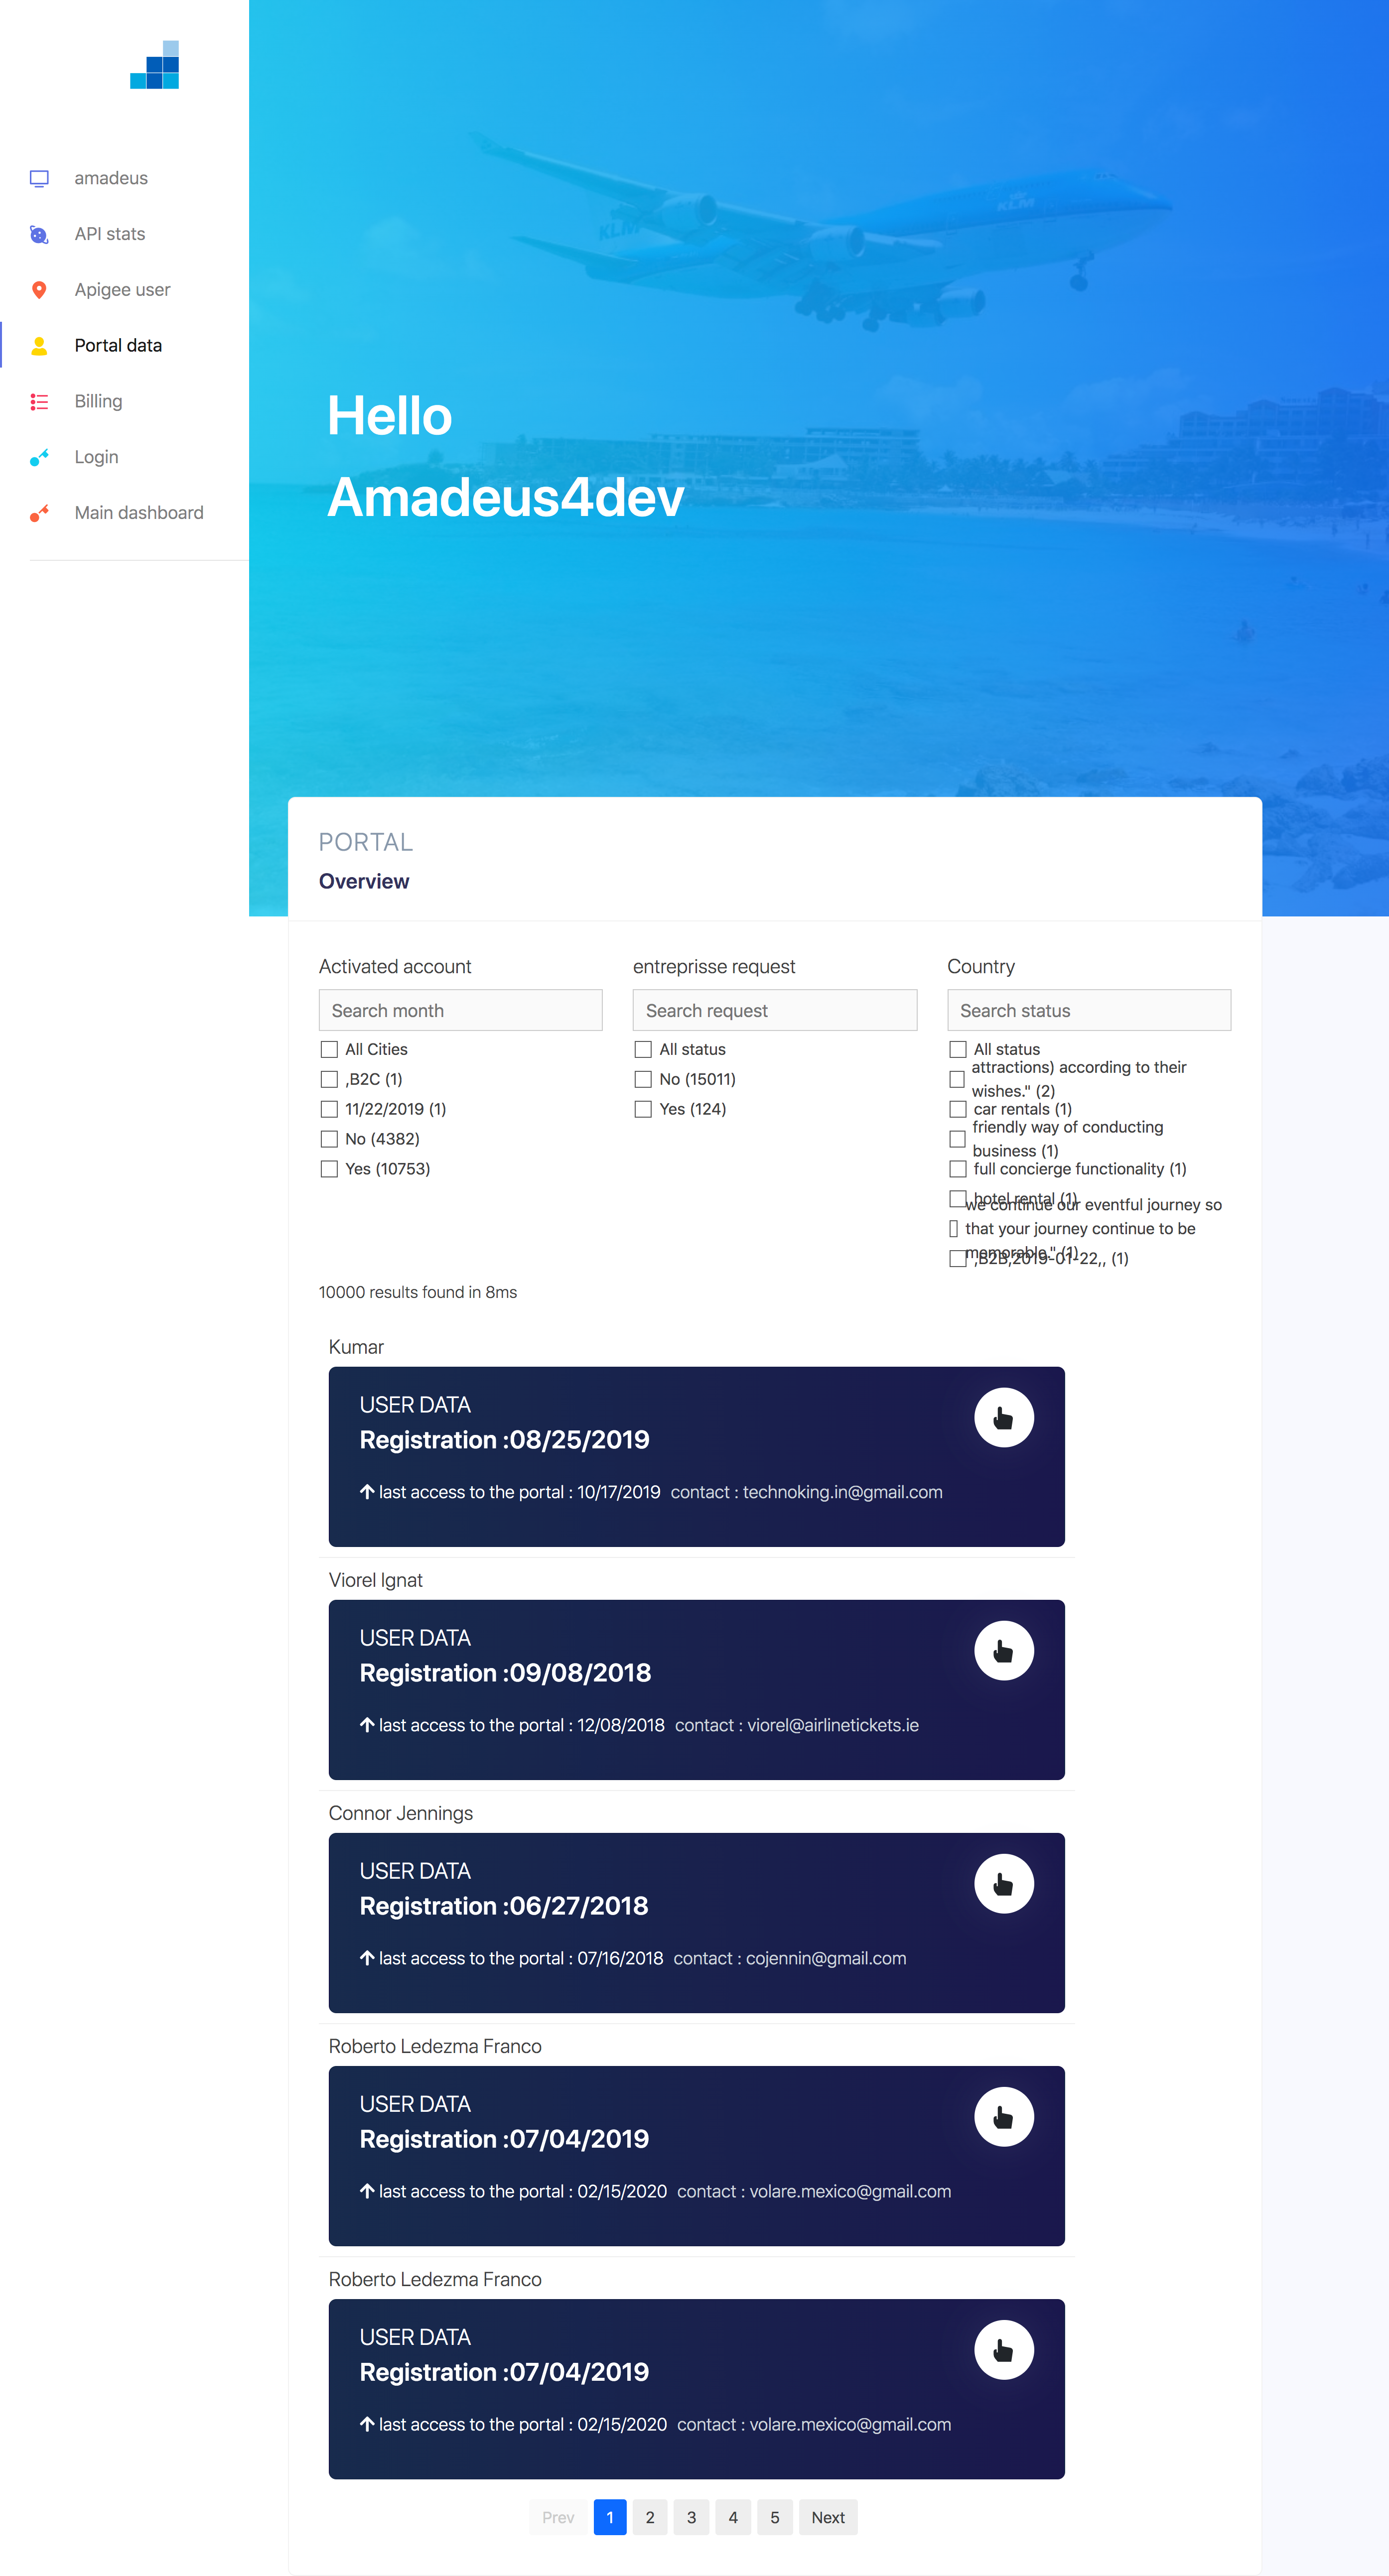 amadeus
API stats
Apigee user
Portal data
Billing
Login
Main dashboard
KLM
KLM
Hello
Amadeus4dev
PORTAL
Overview
Activated account
Search month
All Cities
,B2C (1)
11/22/2019 (1)
No (4382)
Yes (10753)
entreprisse request
Search request
All status
No (15011)
Yes (124)
Country
Search status
All status
attractions) according to their
wishes." (2)
car rentals (1)
friendly way of conducting
business (1)
full concierge functionality (1)
hotel rental (1)
we continue our eventful journey so
that your journey continue to be
memorable." (1)
,B2B,2019-01-22,, (1)
10000 results found in 8ms
Kumar
USER DATA
Registration :08/25/2019
last access to the portal : 10/17/2019 contact : technoking.in@gmail.com
Viorel Ignat
USER DATA
Registration :09/08/2018
last access to the portal : 12/08/2018 contact : viorel@airlinetickets.ie
Connor Jennings
USER DATA
Registration :06/27/2018
last access to the portal : 07/16/2018 contact : cojennin@gmail.com
Roberto Ledezma Franco
USER DATA
Registration :07/04/2019
last access to the portal : 02/15/2020 contact : volare.mexico@gmail.com
Roberto Ledezma Franco
USER DATA
Registration :07/04/2019
last access to the portal : 02/15/2020 contact : volare.mexico@gmail.com
Prev 1 2 3 4 5 Next